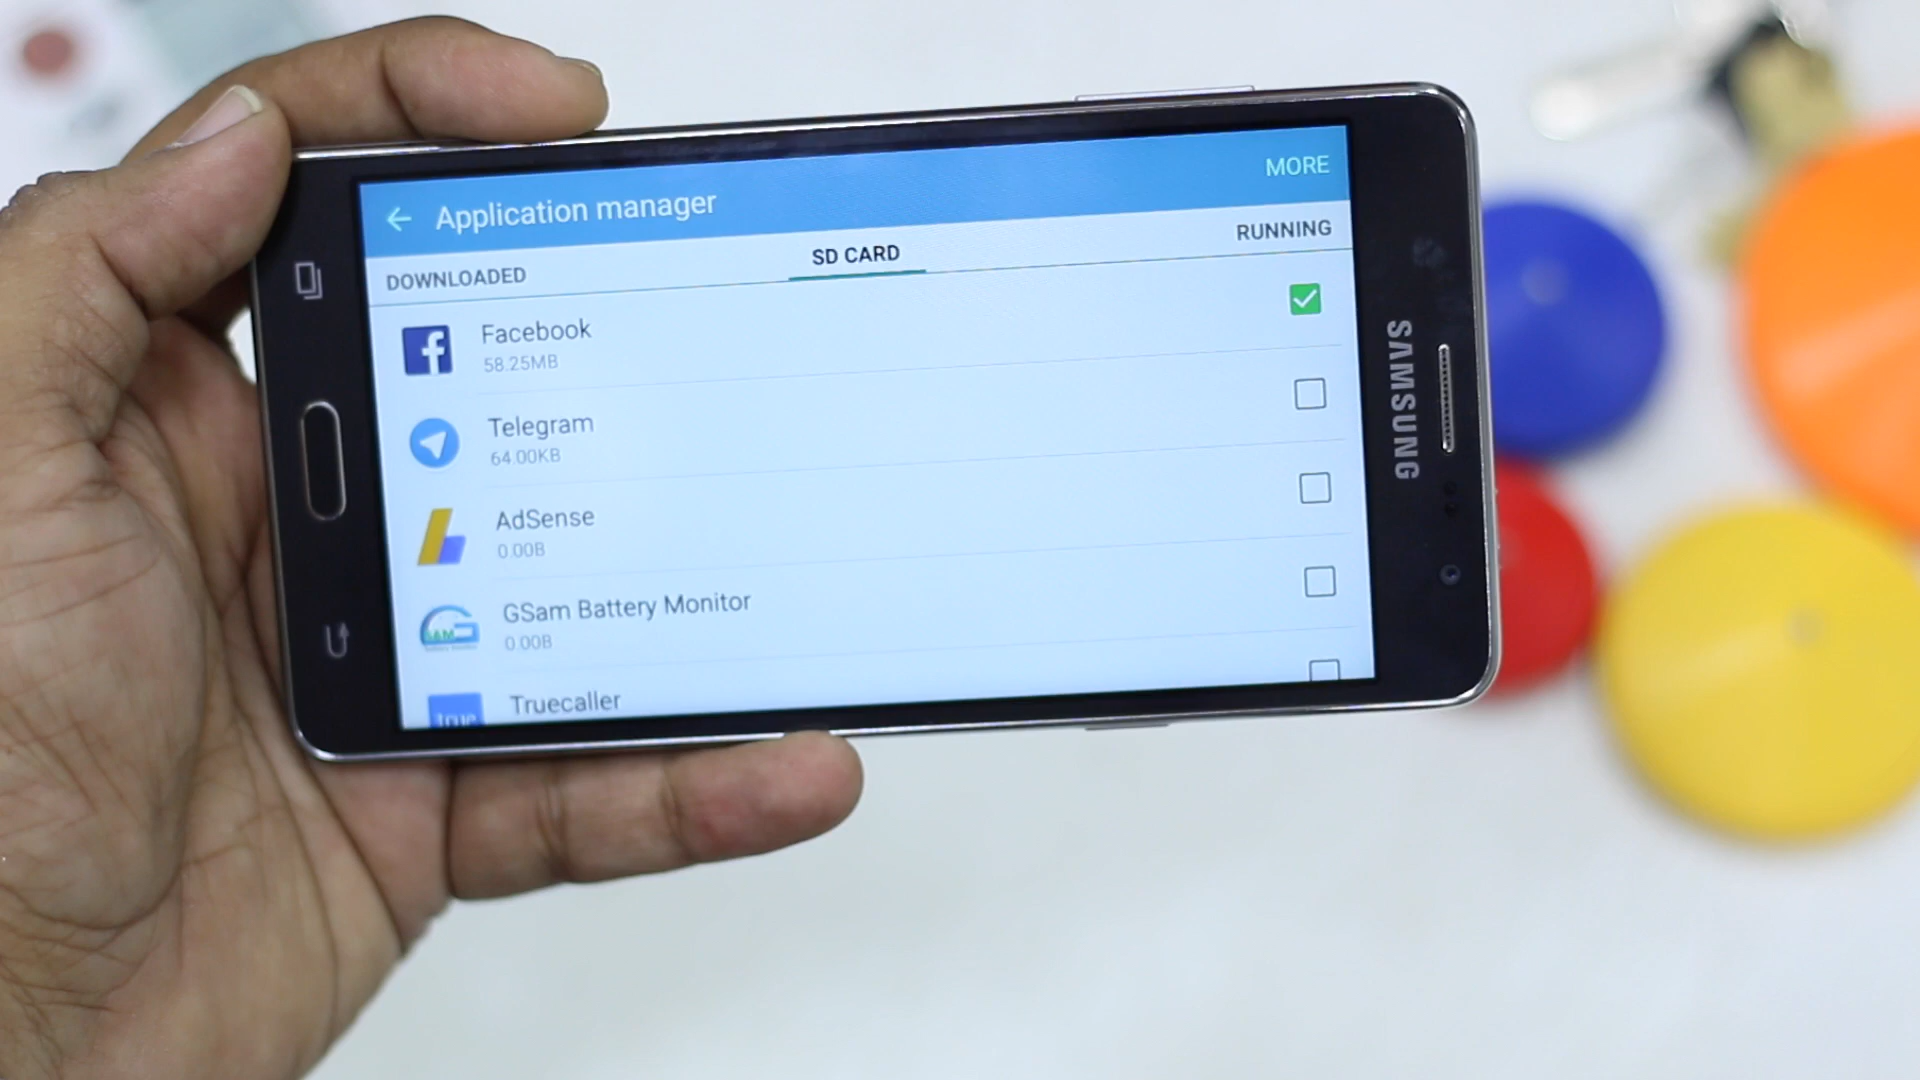 Application manager
MORE
DOWNLOADED
SD CARD
RUNNING
Facebook
58.25MB
Telegram
64.00KB
AdSense
0.00B
GSam Battery Monitor
0.00B
Truecaller
true
SAMSUNG